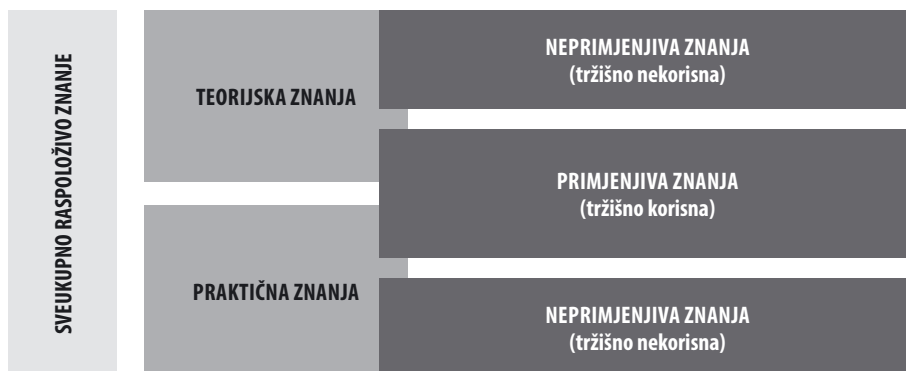 SVEUKUPNO RASPOLOŽIVO ZNANJE
TEORIJSKA ZNANJA
PRAKTIČNA ZNANJA
NEPRIMJENJIVA ZNANJA
(tržišno nekorisna)
PRIMJENJIVA ZNANJA
(tržišno korisna)
NEPRIMJENJIVA ZNANJA
(tržišno nekorisna)